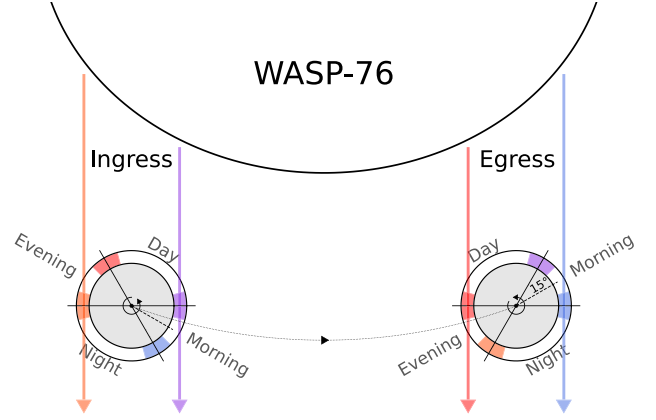 WASP-76
Ingress
Egress
Evening
Day
Night
Morning
Day
Morning
15°
Evening
Night